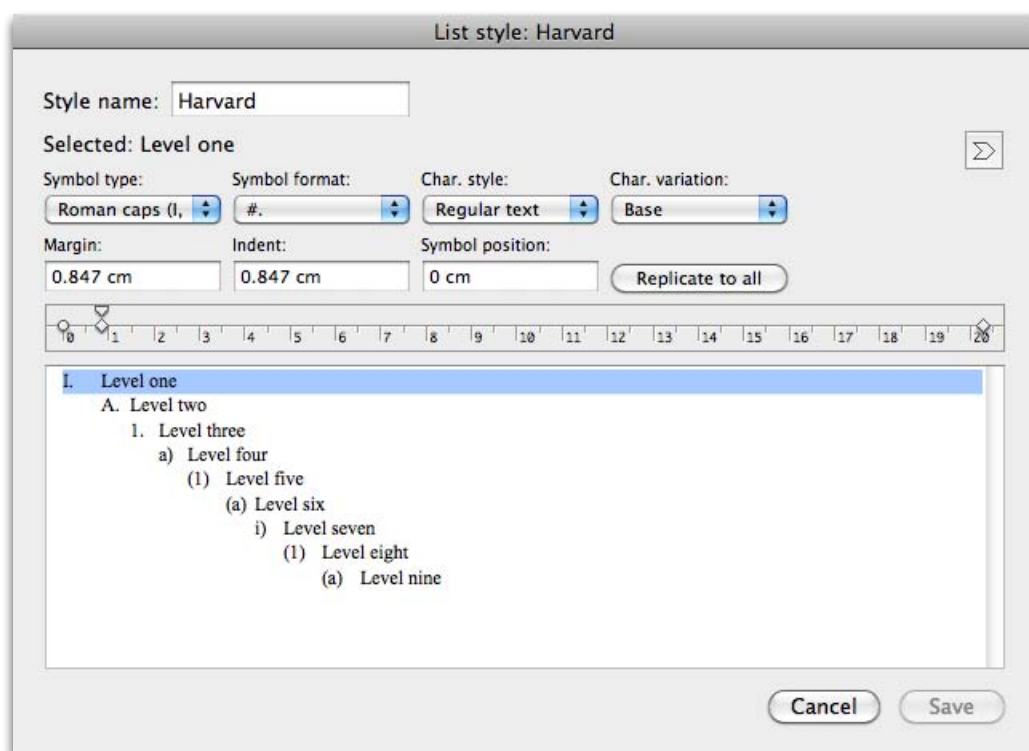 List style: Harvard
Style name: Harvard
Selected: Level one
Symbol type: Symbol format: Char. style: Char. variation:
Roman caps (I, #. Regular text Base
Margin: Indent: Symbol position:
0.847 cm 0.847 cm 0 cm Replicate to all
0 1 2 3 4 5 6 7 8 9 10 11 12 13 14 15 16 17 18 19 20
I. Level one
A. Level two
1. Level three
a) Level four
(1) Level five
(a) Level six
i) Level seven
(1) Level eight
(a) Level nine
Cancel Save